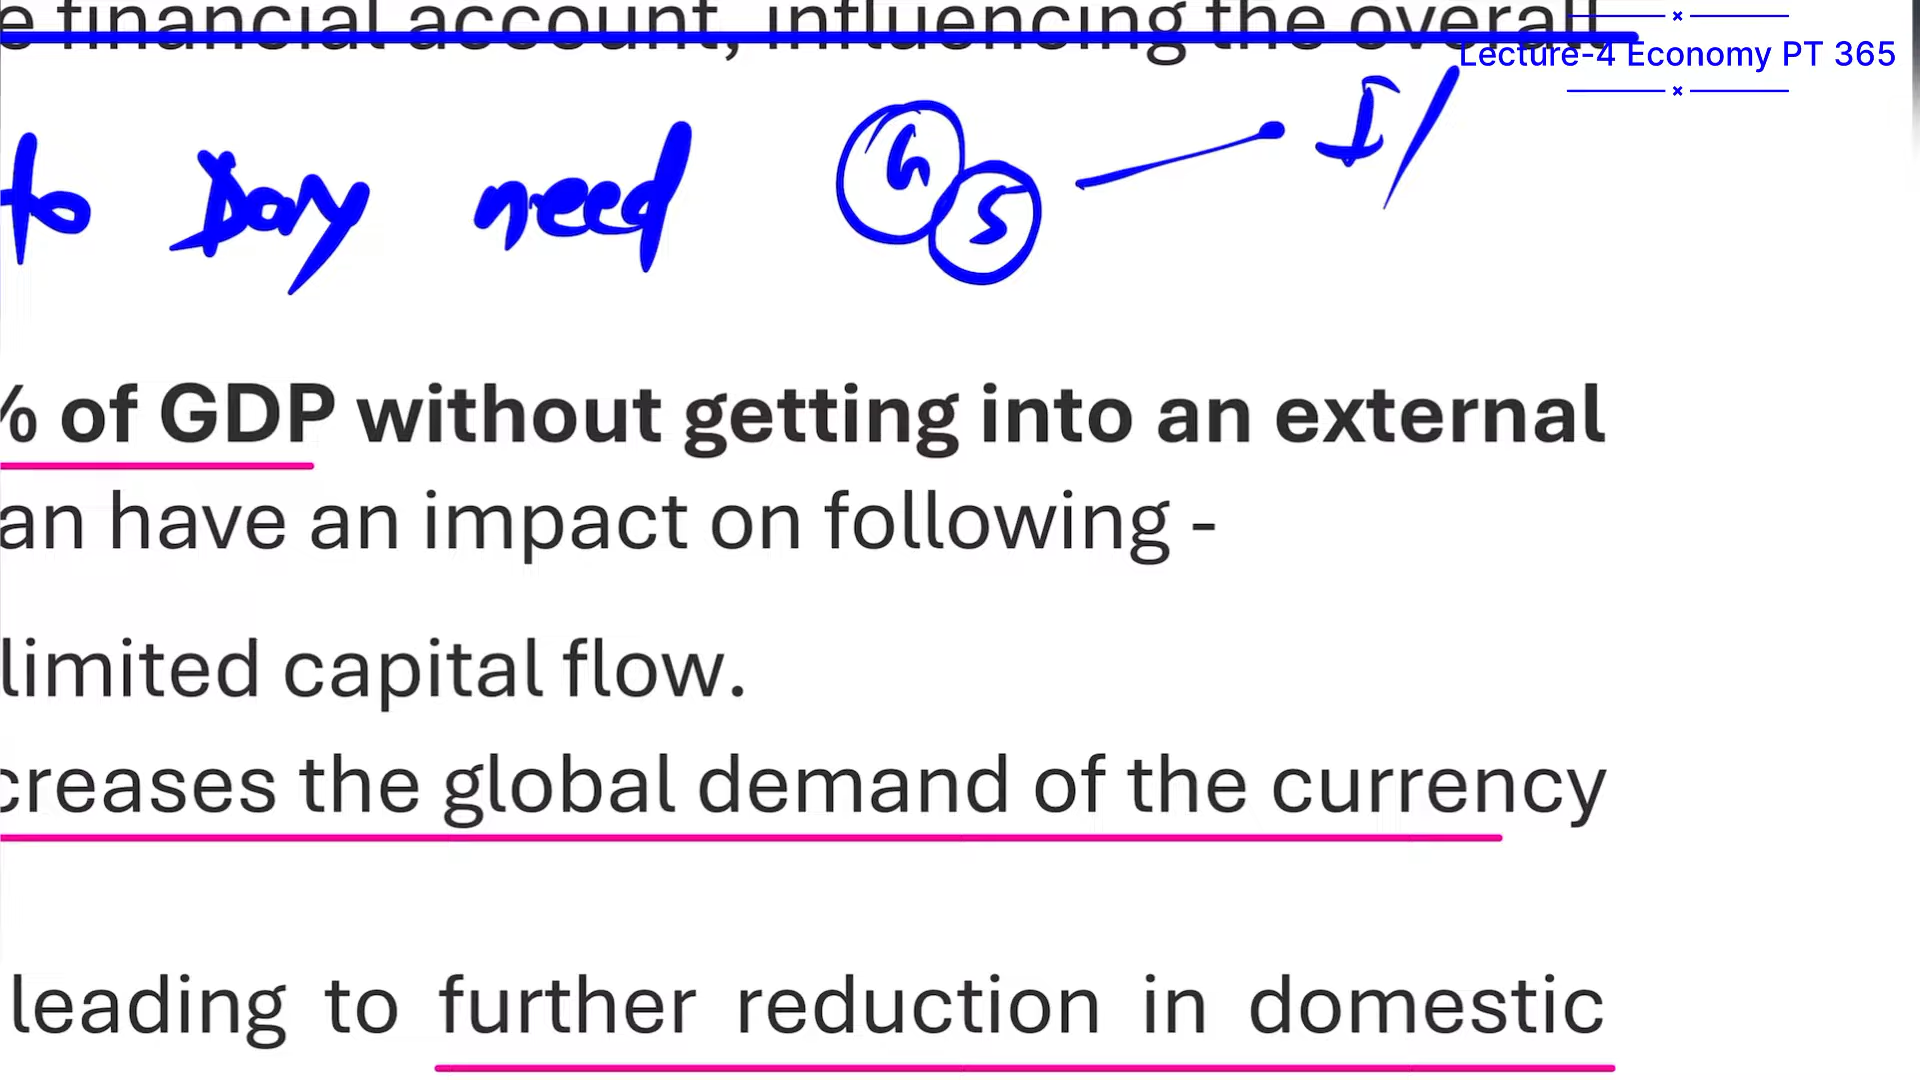 e financial account, influencing the overall
Lecture-4 Economy PT 365
to Day need G S I/
% of GDP without getting into an external
an have an impact on following -
limited capital flow.
creases the global demand of the currency
leading to further reduction in domestic